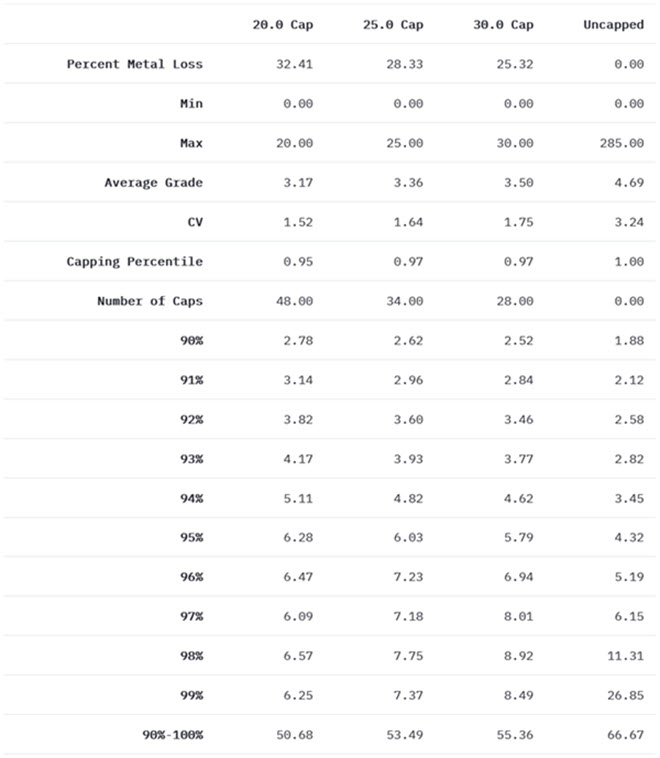 20.0 Cap 25.0 Cap 30.0 Cap Uncapped
Percent Metal Loss 32.41 28.33 25.32 0.00
Min 0.00 0.00 0.00 0.00
Max 20.00 25.00 30.00 285.00
Average Grade 3.17 3.36 3.50 4.69
CV 1.52 1.64 1.75 3.24
Capping Percentile 0.95 0.97 0.97 1.00
Number of Caps 48.00 34.00 28.00 0.00
90% 2.78 2.62 2.52 1.88
91% 3.14 2.96 2.84 2.12
92% 3.82 3.60 3.46 2.58
93% 4.17 3.93 3.77 2.82
94% 5.11 4.82 4.62 3.45
95% 6.28 6.03 5.79 4.32
96% 6.47 7.23 6.94 5.19
97% 6.09 7.18 8.01 6.15
98% 6.57 7.75 8.92 11.31
99% 6.25 7.37 8.49 26.85
90%-100% 50.68 53.49 55.36 66.67